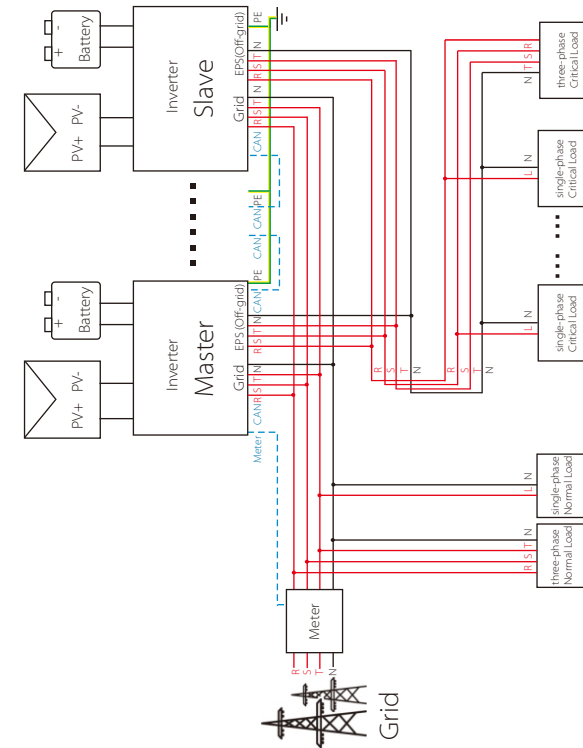 PV+ PV-
+ -
Battery
PV+ PV-
+ -
Battery
Inverter
Master
Inverter
Slave
Grid
EPS(Off-grid)
Grid
EPS(Off-grid)
Meter CAN R S T N R S T N CAN PE
CAN CAN PE
CAN R S T N R S T N PE
R
S
T
N
Meter
R
S
T
N
R
S
T
N
Grid
R S T N
three-phase
Normal Load
L N
single-phase
Normal Load
L N
single-phase
Critical Load
L N
single-phase
Critical Load
N T S R
three-phase
Critical Load